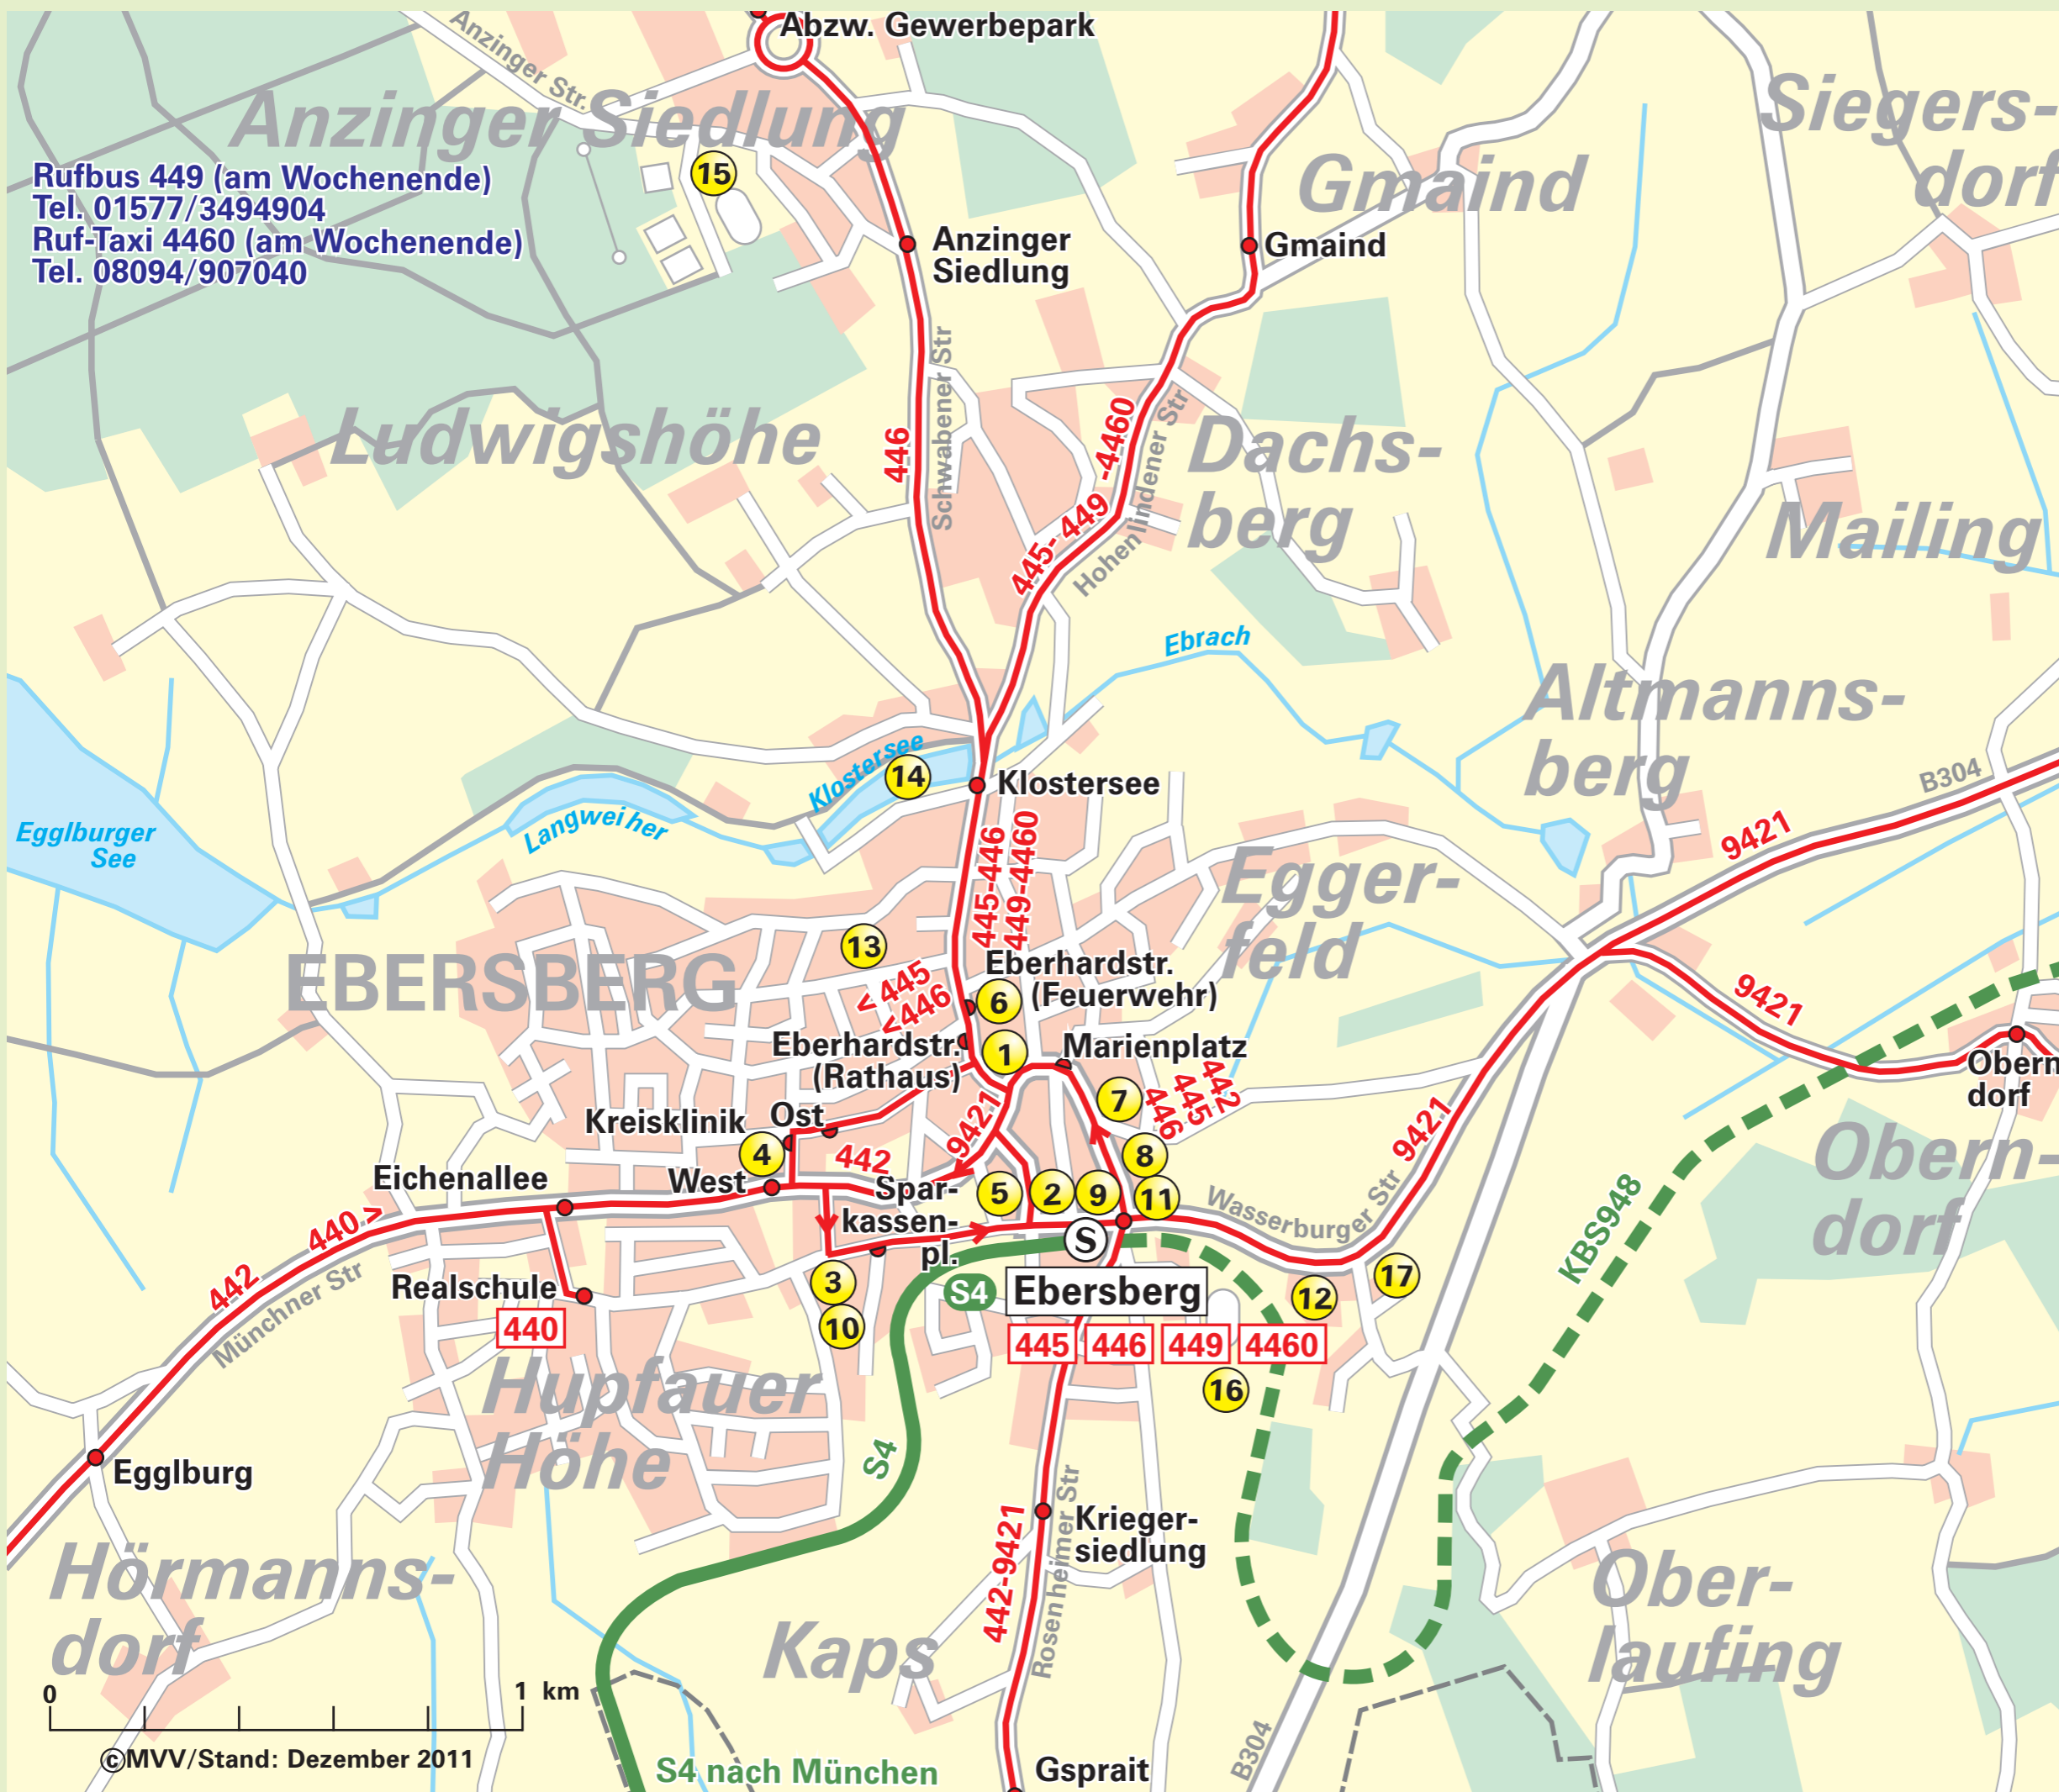 Abzw. Gewerbepark
Anzinger Str.
Anzinger Siedlung
Siegers-
dorf
Gmaind
Rufbus 449 (am Wochenende)
Tel. 01577/3494904
Ruf-Taxi 4460 (am Wochenende)
Tel. 08094/907040
15
Anzinger
Siedlung
Gmaind
Schwabener Str
446
Ludwigshöhe
445- 449 -4460
Hohenlindener Str
Dachs-
berg
Mailing
Ebrach
Altmanns-
berg
B304
9421
Klostersee
14
Klostersee
Langweiher
Egglburger
See
445-446
449-4460
Egger-
feld
EBERSBERG
13
< 445
<446
Eberhardstr.
(Feuerwehr)
6
Eberhardstr.
(Rathaus)
1
Marienplatz
9421
Obern
dorf
Kreisklinik
Ost
4
West
442
9421
7
446
445
442
8
9421
Obern-
dorf
Eichenallee
Spar-
kassen-
pl.
5
2
9
11
Wasserburger Str
KBS948
440 >
442
Münchner Str
Realschule
440
3
10
S
S4
Ebersberg
12
17
445
446
449
4460
16
Hupfauer
Höhe
Egglburg
S4
Krieger-
siedlung
442-9421
Rosenheimer Str
Hörmanns-
dorf
Kaps
Ober-
laufing
0
1 km
B304
©MVV/Stand: Dezember 2011
S4 nach München
Gsprait